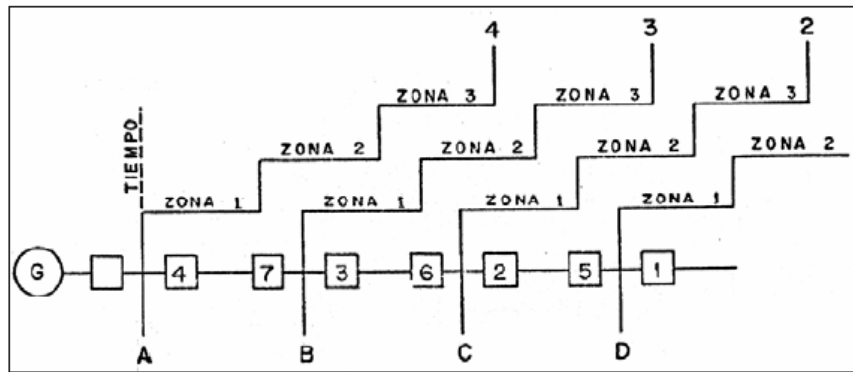 4 3 2
ZONA 3 ZONA 3 ZONA 3
TIEMPO
ZONA 2 ZONA 2 ZONA 2 ZONA 2
ZONA 1 ZONA 1 ZONA 1 ZONA 1
G 4 7 3 6 2 5 1
A B C D